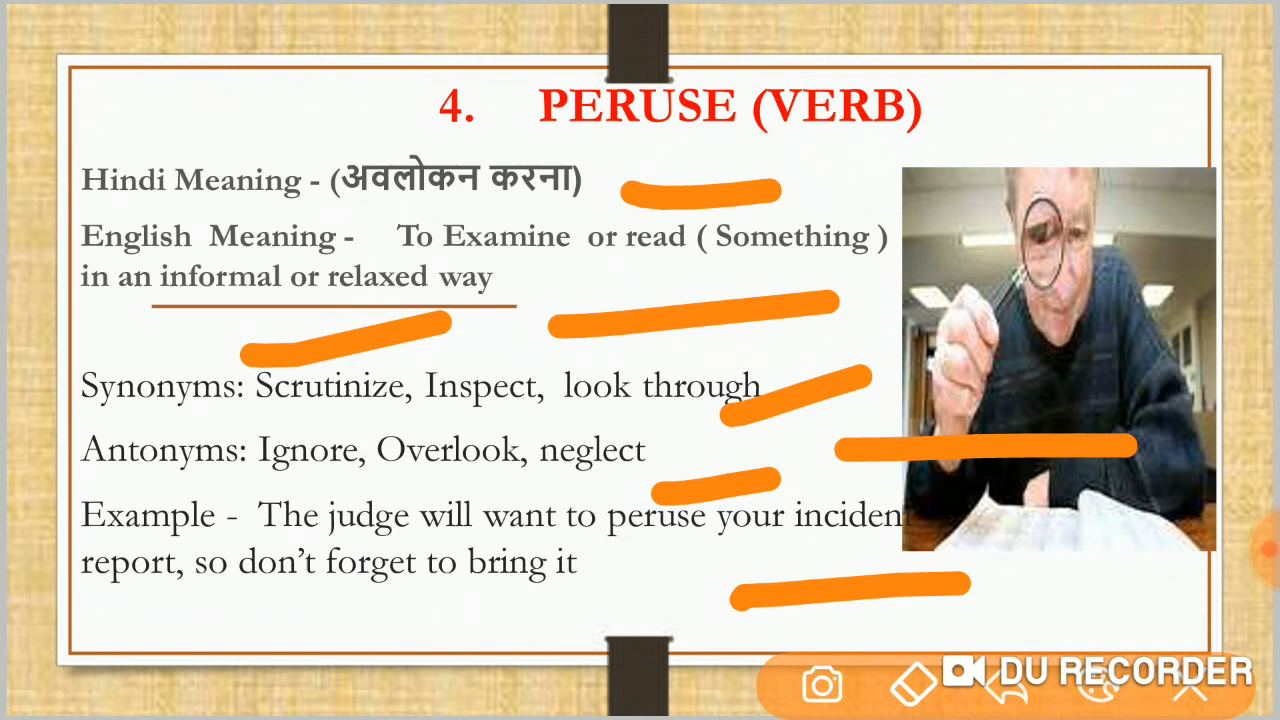 4. PERUSE (VERB)
Hindi Meaning - (अवलोकन करना)
English Meaning - To Examine or read ( Something )
in an informal or relaxed way
Synonyms: Scrutinize, Inspect, look through
Antonyms: Ignore, Overlook, neglect
Example - The judge will want to peruse your incident
report, so don't forget to bring it
DU RECORDER